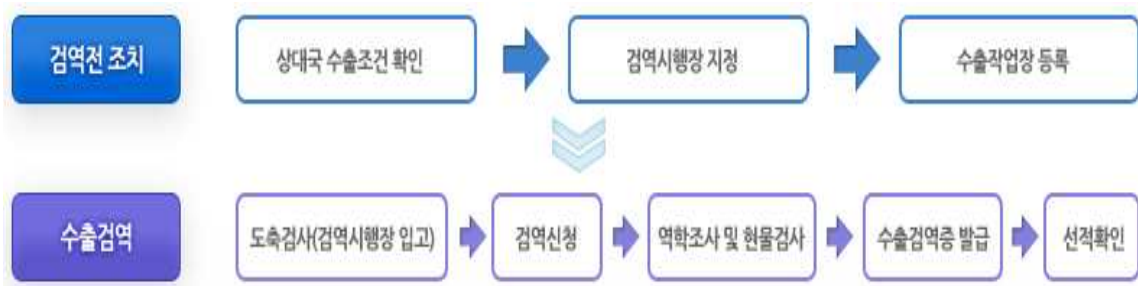 검역전 조치
상대국 수출조건 확인
검역시행장 지정
수출작업장 등록
수출검역
도축검사(검역시행장 입고)
검역신청
역학조사 및 현물검사
수출검역증 발급
선적확인